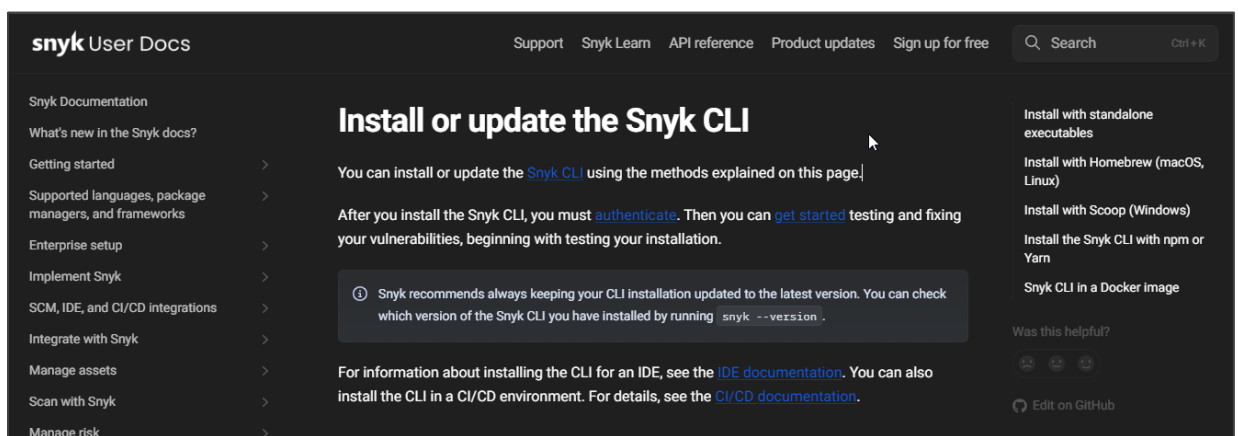 snyk User Docs
Support Snyk Learn API reference Product updates Sign up for free
Search Ctrl + K
Snyk Documentation
What's new in the Snyk docs?
Getting started
Supported languages, package
managers, and frameworks
Enterprise setup
Implement Snyk
SCM, IDE, and CI/CD integrations
Integrate with Snyk
Manage assets
Scan with Snyk
Manage risk
Install or update the Snyk CLI
You can install or update the Snyk CLI using the methods explained on this page.
After you install the Snyk CLI, you must authenticate. Then you can get started testing and fixing
your vulnerabilities, beginning with testing your installation.
Snyk recommends always keeping your CLI installation updated to the latest version. You can check
which version of the Snyk CLI you have installed by running snyk --version.
For information about installing the CLI for an IDE, see the IDE documentation. You can also
install the CLI in a CI/CD environment. For details, see the CI/CD documentation.
Install with standalone
executables
Install with Homebrew (macOS,
Linux)
Install with Scoop (Windows)
Install the Snyk CLI with npm or
Yarn
Snyk CLI in a Docker image
Was this helpful?
Edit on GitHub